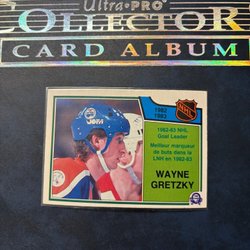 Ultra•PRO
COLLECTOR
CARD ALBUM
1982
1983
NHL
1982-83 NHL
Goal Leader
Meilleur marqueur
de buts dans la
LNH en 1982-83
WAYNE
GRETZKY
JOFA